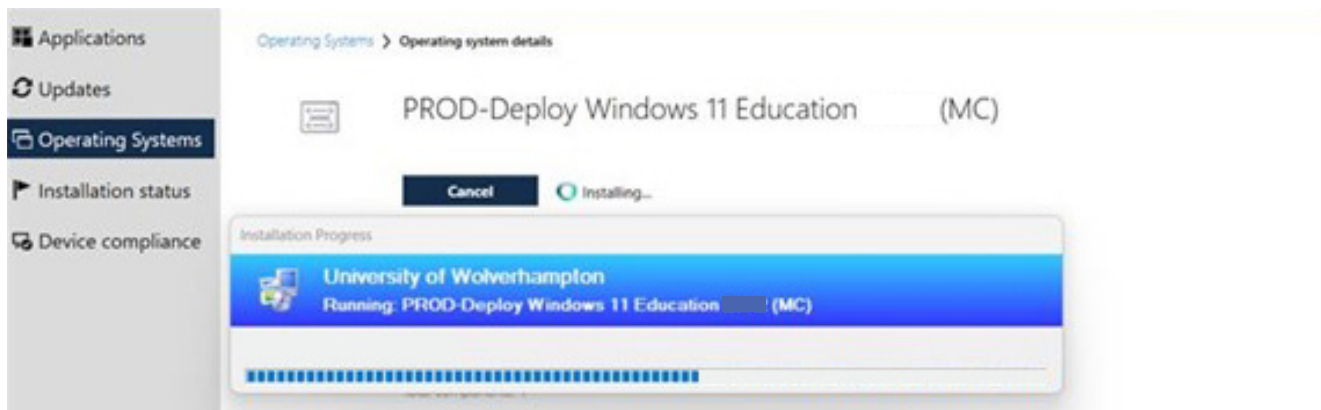 Applications
Updates
Operating Systems
Installation status
Device compliance
Operating Systems > Operating system details
PROD-Deploy Windows 11 Education (MC)
Cancel
Installing...
Installation Progress
University of Wolverhampton
Running: PROD-Deploy Windows 11 Education (MC)